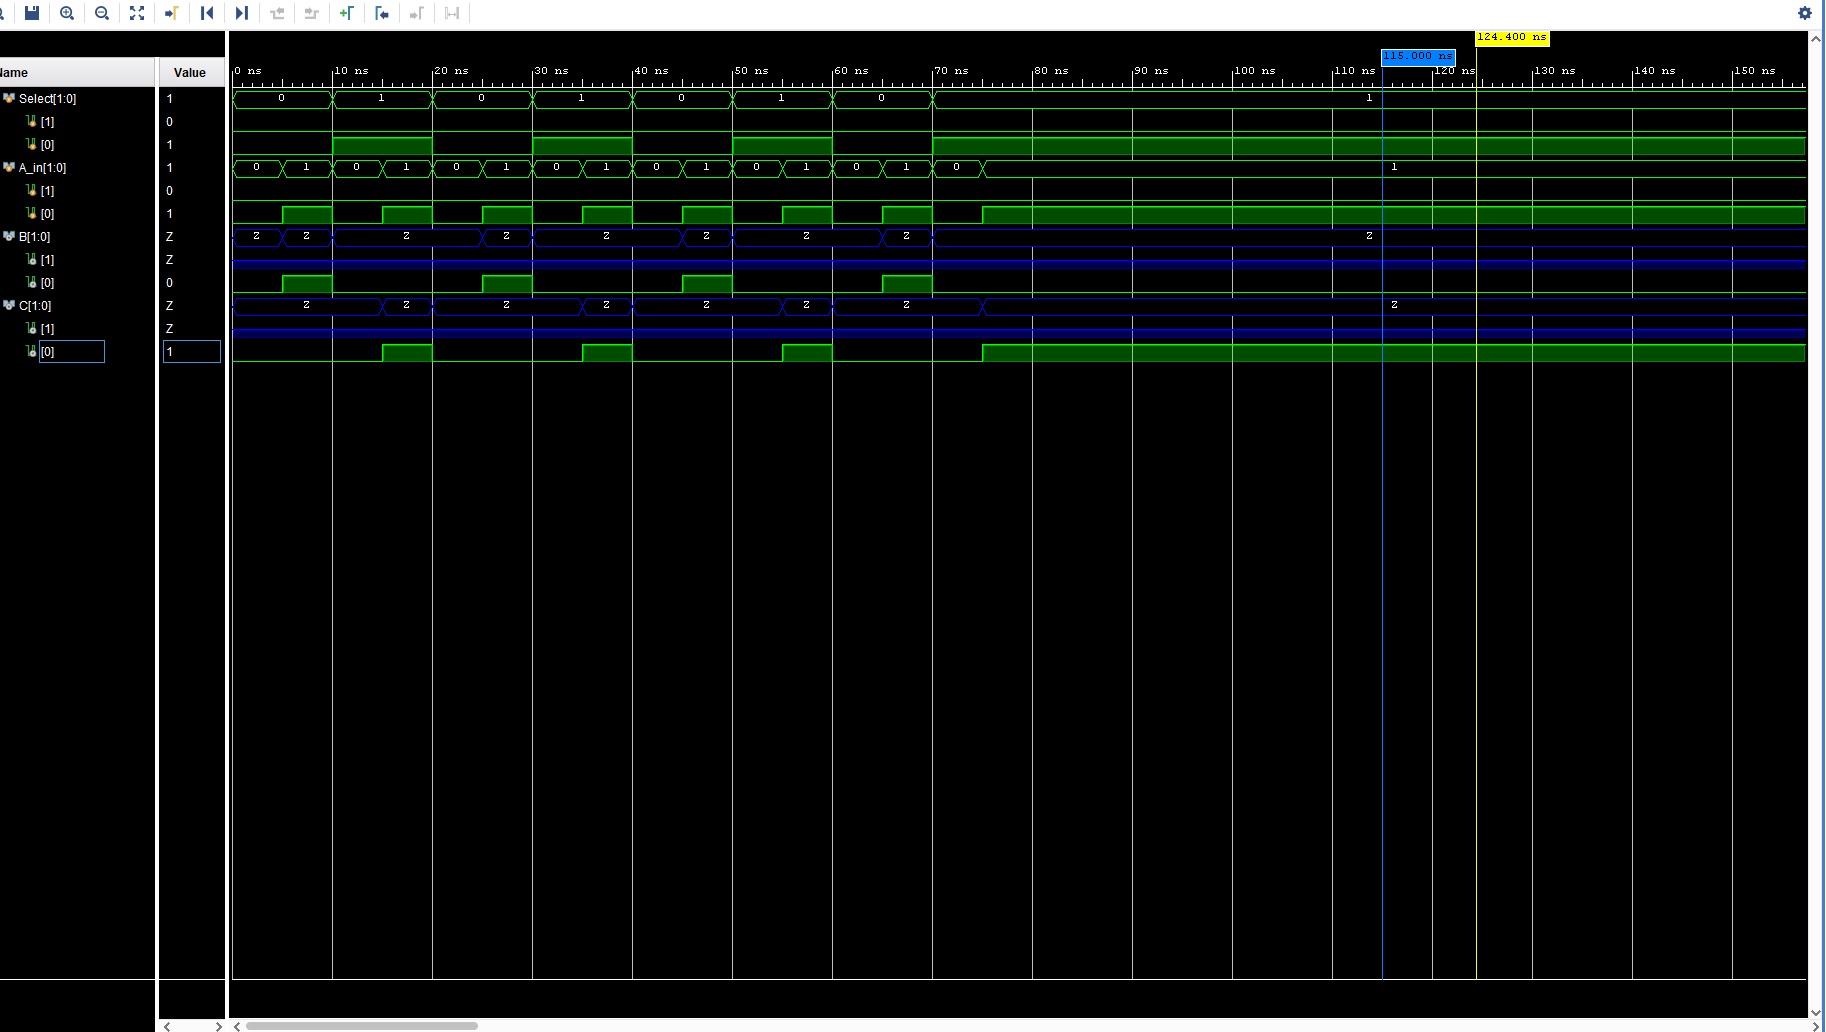 124.400 ns
115.000 ns
Name Value
0 ns 10 ns 20 ns 30 ns 40 ns 50 ns 60 ns 70 ns 80 ns 90 ns 100 ns 110 ns 120 ns 130 ns 140 ns 150 ns
Select[1:0] 1 0 1 0 1 0 1 0 1
[1] 0
[0] 1
A_in[1:0] 1 0 1 0 1 0 1 0 1 0 1 0 1 0 1 0 1
[1] 0
[0] 1
B[1:0] Z Z Z Z Z Z Z Z Z Z
[1] Z
[0] 0
C[1:0] Z Z Z Z Z Z Z Z Z
[1] Z
[0] 1